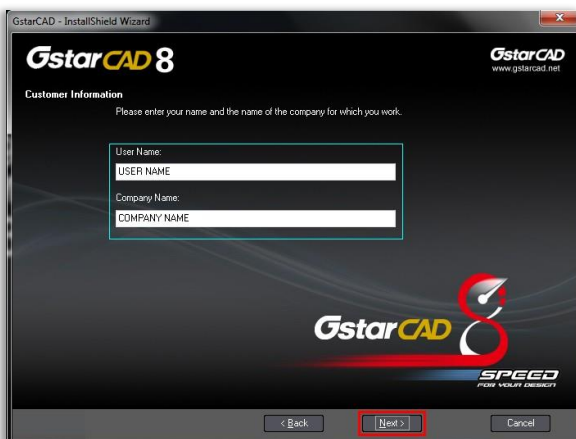 GstarCAD - InstallShield Wizard
GstarCAD 8
GstarCAD
www.gstarcad.net
Customer Information
Please enter your name and the name of the company for which you work.
User Name:
USER NAME
Company Name:
COMPANY NAME
GstarCAD 8
SPEED
FOR YOUR DESIGN
< Back
Next >
Cancel